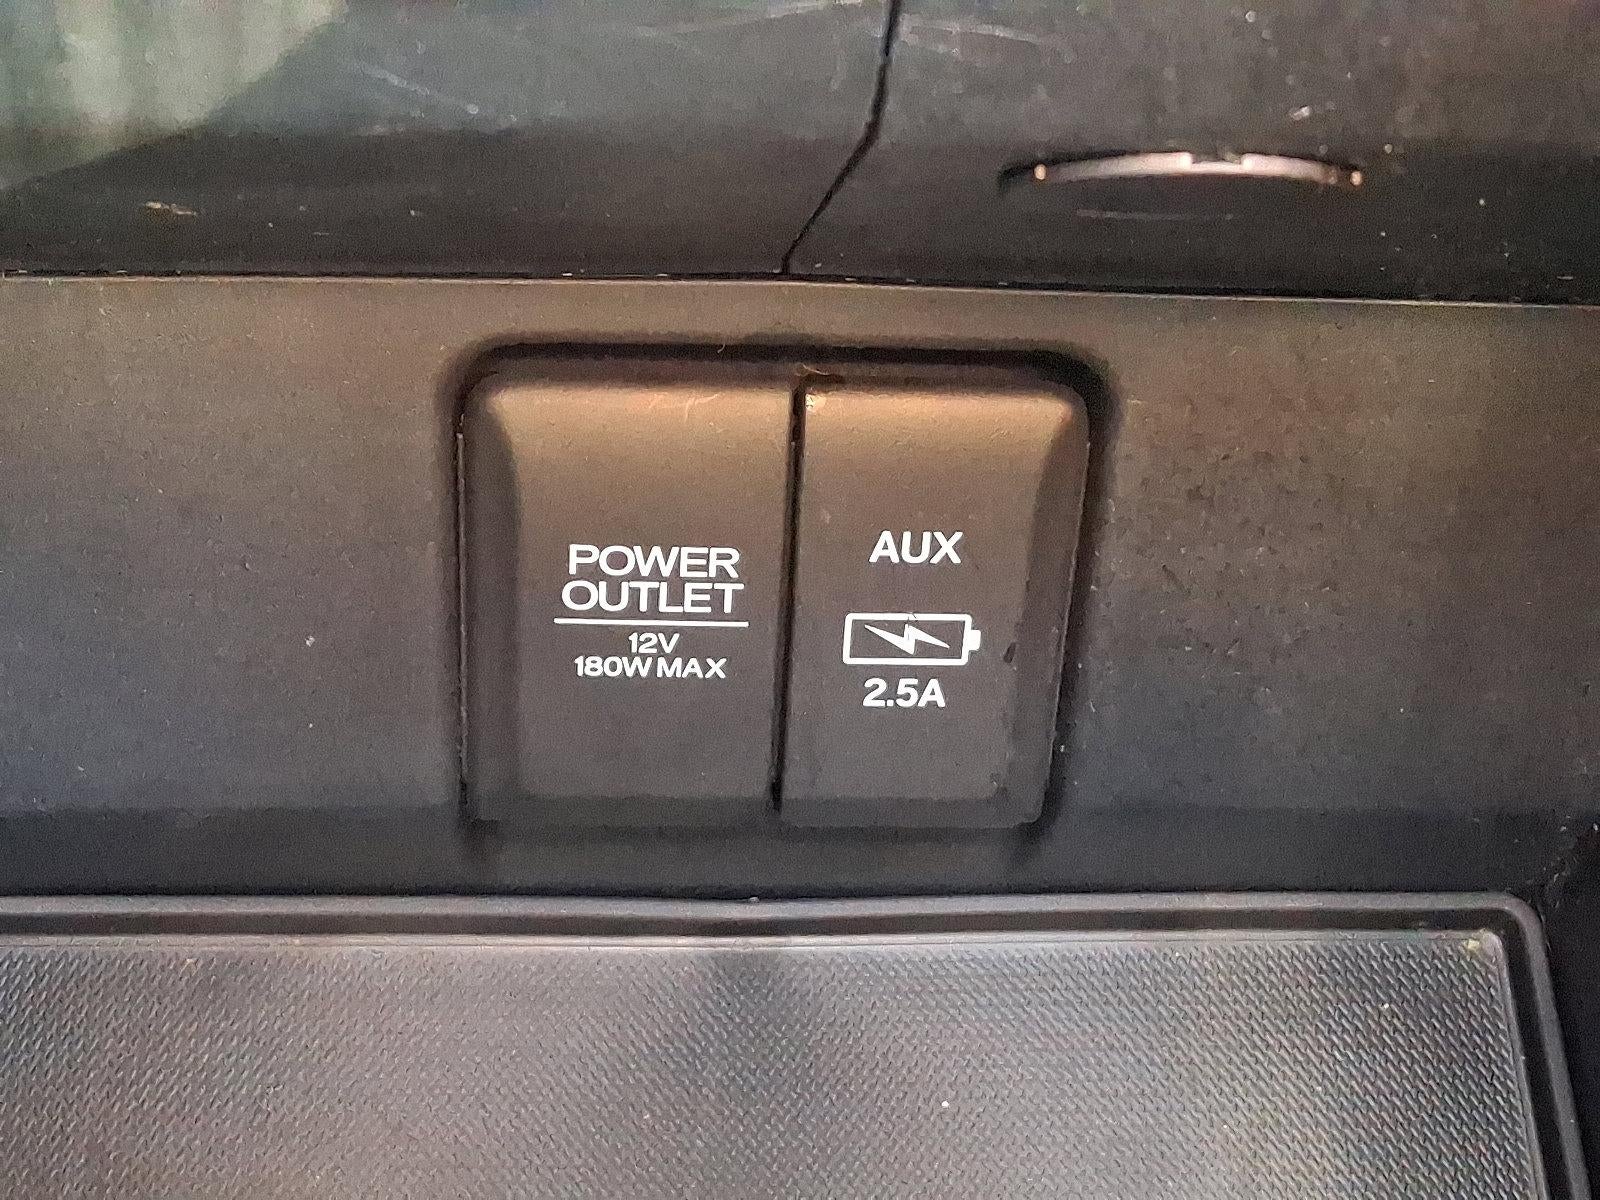 POWER
OUTLET
12V
180W MAX
AUX
2.5A